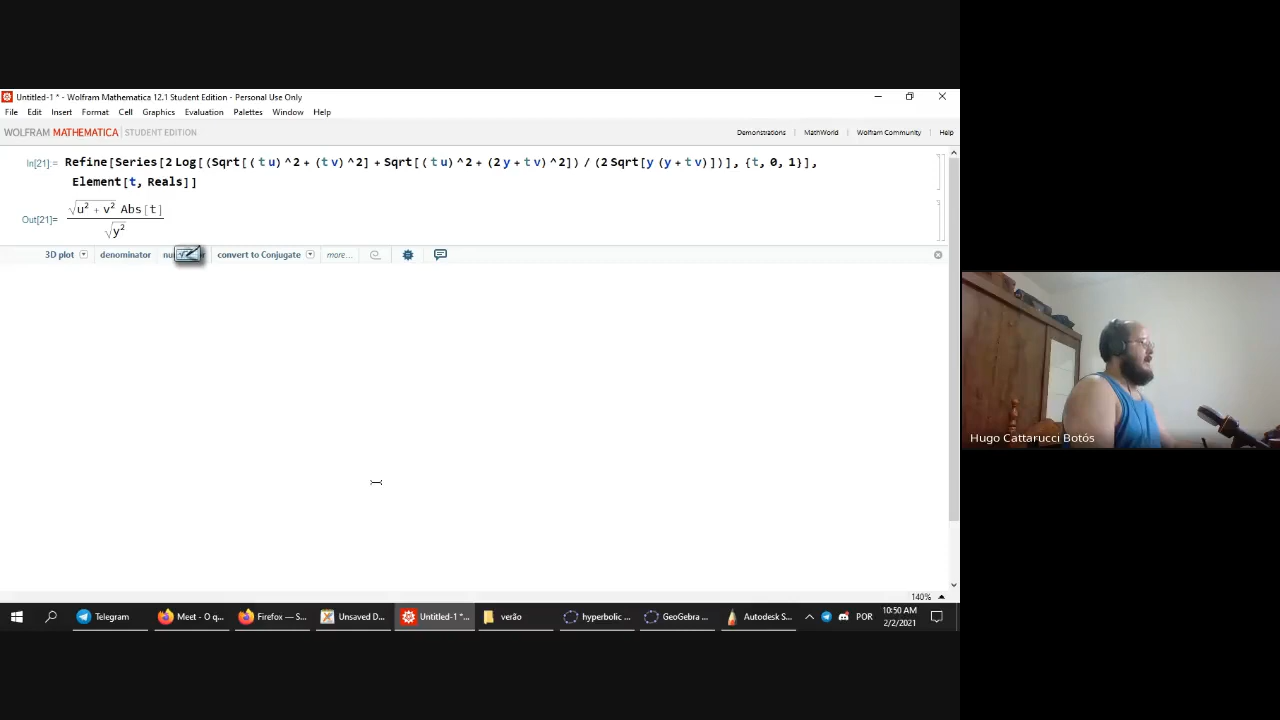 Untitled-1 * - Wolfram Mathematica 12.1 Student Edition - Personal Use Only
File Edit Insert Format Cell Graphics Evaluation Palettes Window Help
WOLFRAM MATHEMATICA | STUDENT EDITION Demonstrations MathWorld Wolfram Community Help
In[21]:= Refine[Series[2 Log[(Sqrt[(t u)^2 + (t v)^2] + Sqrt[(t u)^2 + (2 y + t v)^2]) / (2 Sqrt[y (y + t v)])], {t, 0, 1}],
Element[t, Reals]]
Out[21]= √u² + v² Abs[t]
√y²
3D plot denominator convert to Conjugate more...
Hugo Cattarucci Botós
140%
Telegram Meet - O q... Firefox — S... Unsaved D... Untitled-1 *... verão hyperbolic ... GeoGebra ... Autodesk S... POR 10:50 AM
2/2/2021